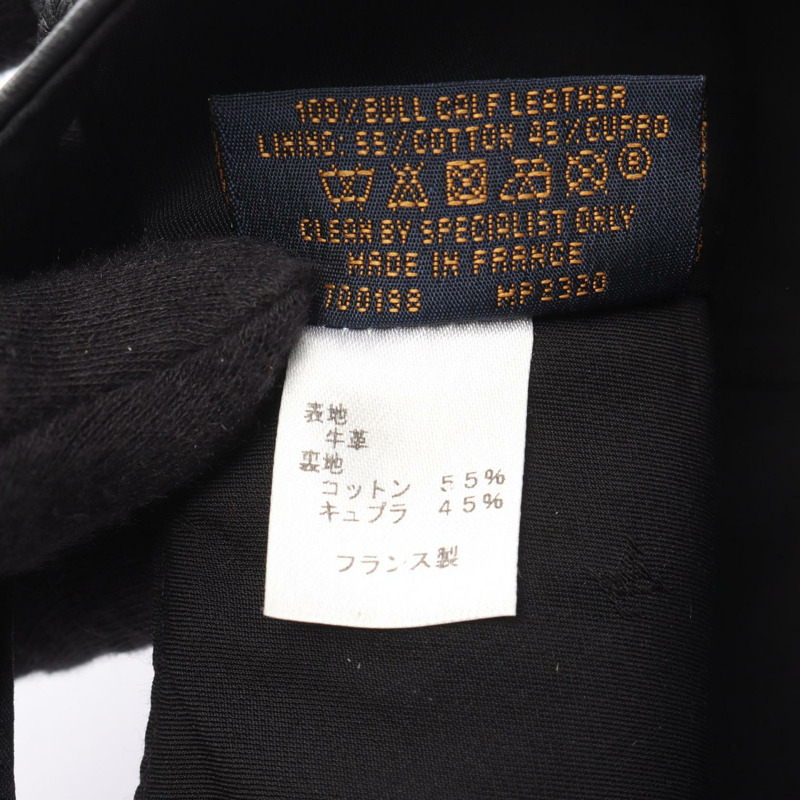 100% BULL CALF LEATHER
LINING: 55% COTTON 45% CUPRO
CLEAN BY SPECIALIST ONLY
MADE IN FRANCE
700198 MP2320
表地
牛革
裏地
コットン 55%
キュプラ 45%
フランス製